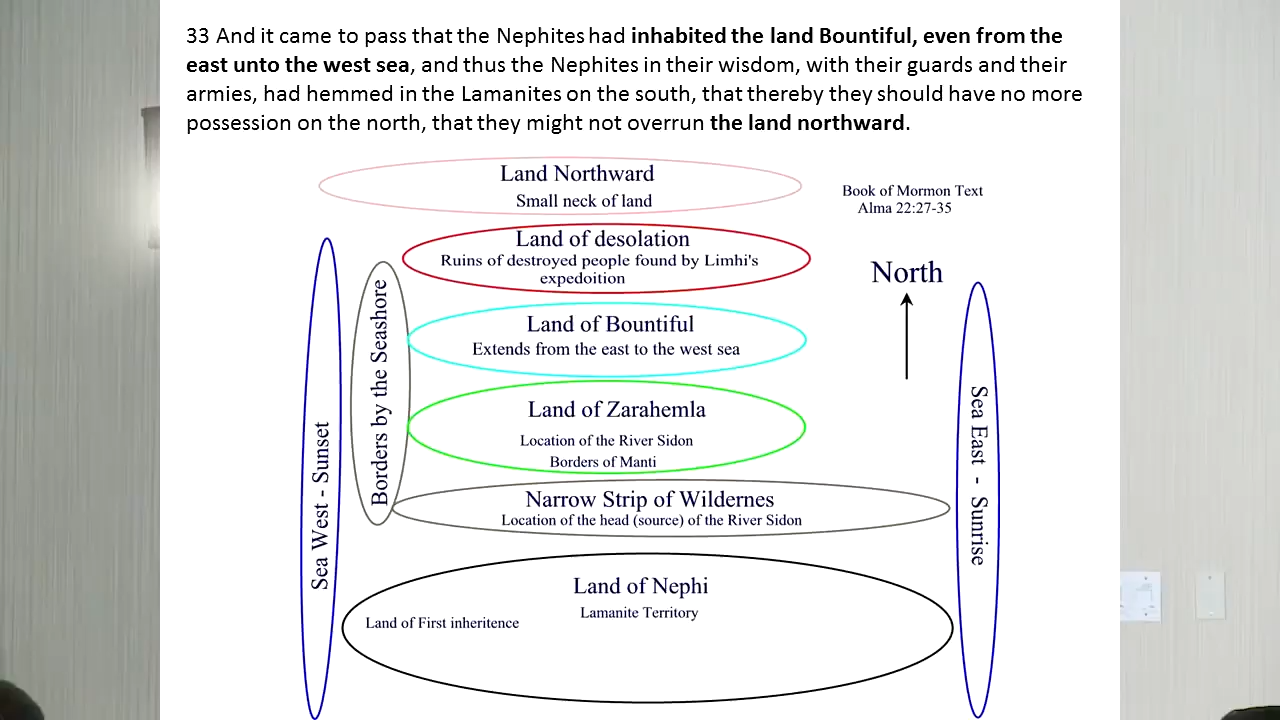 33 And it came to pass that the Nephites had inhabited the land Bountiful, even from the
east unto the west sea, and thus the Nephites in their wisdom, with their guards and their
armies, had hemmed in the Lamanites on the south, that thereby they should have no more
possession on the north, that they might not overrun the land northward.
Land Northward
Small neck of land
Book of Mormon Text
Alma 22:27-35
Land of desolation
Ruins of destroyed people found by Limhi's
expedoition
North
Land of Bountiful
Extends from the east to the west sea
Land of Zarahemla
Location of the River Sidon
Borders of Manti
Narrow Strip of Wildernes
Location of the head (source) of the River Sidon
Land of Nephi
Lamanite Territory
Land of First inheritence
Sea West - Sunset
Borders by the Seashore
Sea East - Sunrise